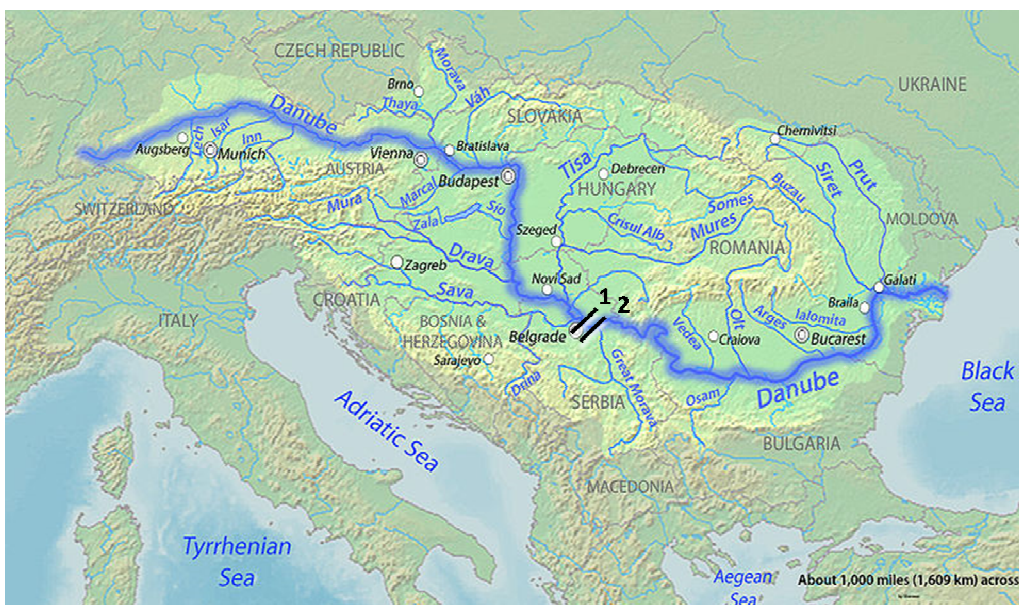 CZECH REPUBLIC
Morava
Brno
Thaya
Váh
SLOVAKIA
UKRAINE
Chernivitsi
Danube
Lech
Isar
Inn
Augsberg
Munich
Vienna
Bratislava
AUSTRIA
Budapest
Tisa
Debrecen
HUNGARY
Buzau
Siret
Prut
SWITZERLAND
Mura
Marcal
Zala
Sio
Szeged
Crisul Alb
Somes
Mures
ROMANIA
MOLDOVA
Drava
Zagreb
Sava
Novi Sad
Galati
Braila
CROATIA
ITALY
BOSNIA &
HERZEGOVINA
Sarajevo
Belgrade
1
2
Vedea
Olt
Arges
Ialomita
Craiova
Bucarest
Drina
Great Morava
SERBIA
Osam
Danube
Black
Sea
Adriatic Sea
BULGARIA
MACEDONIA
Tyrrhenian
Sea
Aegean
Sea
About 1,000 miles (1,609 km) across